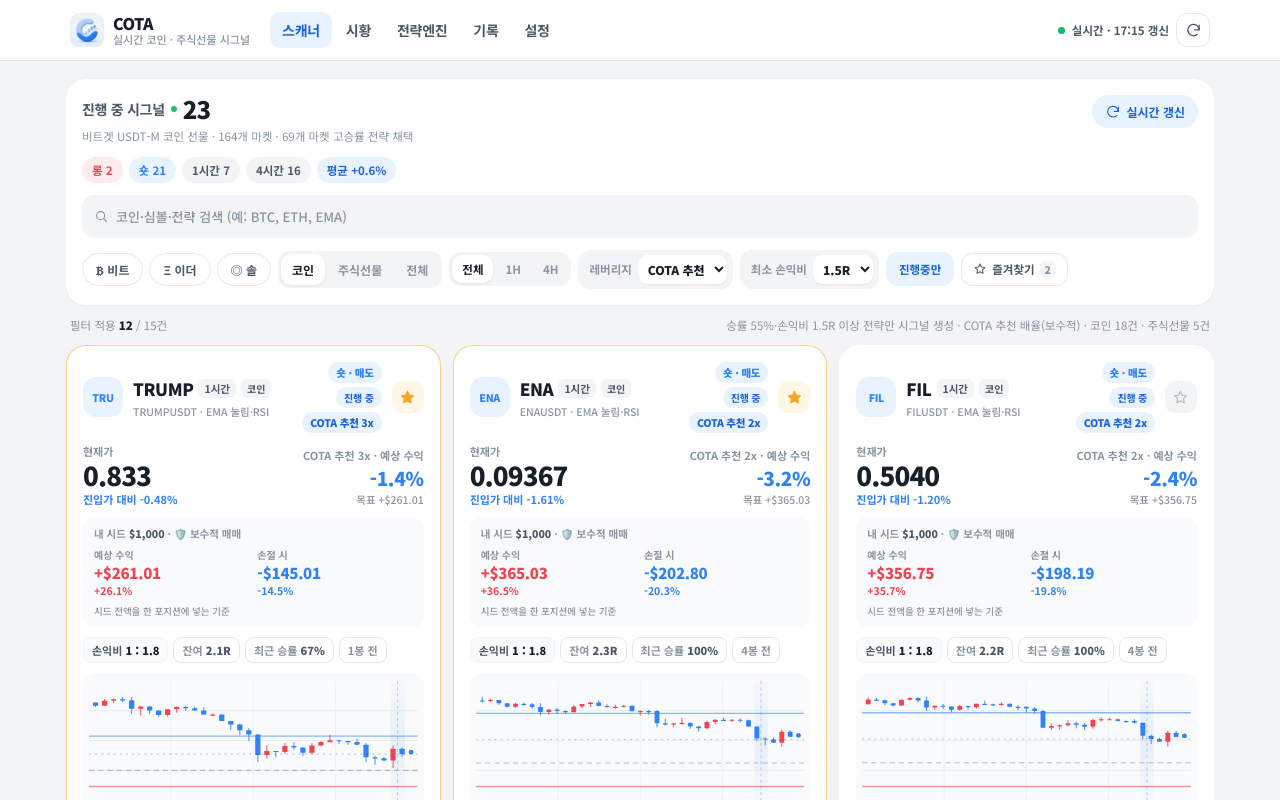 COTA
실시간 코인 · 주식선물 시그널
스캐너
시황
전략엔진
기록
설정
실시간 · 17:15 갱신
진행 중 시그널 23
실시간 갱신
비트겟 USDT-M 코인 선물 · 164개 마켓 · 69개 마켓 고승률 전략 채택
롱 2
숏 21
1시간 7
4시간 16
평균 +0.6%
코인·심볼·전략 검색 (예: BTC, ETH, EMA)
₿ 비트
Ξ 이더
◎ 솔
코인
주식선물
전체
전체
1H
4H
레버리지
COTA 추천
최소 손익비
1.5R
진행중만
즐겨찾기 2
필터 적용 12 / 15건
승률 55%·손익비 1.5R 이상 전략만 시그널 생성 · COTA 추천 배율(보수적) · 코인 18건 · 주식선물 5건
TRU
TRUMP 1시간 코인
TRUMPUSDT · EMA 눌림·RSI
숏 · 매도
진행 중
COTA 추천 3x
현재가
0.833
진입가 대비 -0.48%
COTA 추천 3x · 예상 수익
-1.4%
목표 +$261.01
내 시드 $1,000 · 🛡️ 보수적 매매
예상 수익
+$261.01
+26.1%
손절 시
-$145.01
-14.5%
시드 전액을 한 포지션에 넣는 기준
손익비 1 : 1.8
잔여 2.1R
최근 승률 67%
1봉 전
ENA
ENA 1시간 코인
ENAUSDT · EMA 눌림·RSI
숏 · 매도
진행 중
COTA 추천 2x
현재가
0.09367
진입가 대비 -1.61%
COTA 추천 2x · 예상 수익
-3.2%
목표 +$365.03
내 시드 $1,000 · 🛡️ 보수적 매매
예상 수익
+$365.03
+36.5%
손절 시
-$202.80
-20.3%
시드 전액을 한 포지션에 넣는 기준
손익비 1 : 1.8
잔여 2.3R
최근 승률 100%
4봉 전
FIL
FIL 1시간 코인
FILUSDT · EMA 눌림·RSI
숏 · 매도
진행 중
COTA 추천 2x
현재가
0.5040
진입가 대비 -1.20%
COTA 추천 2x · 예상 수익
-2.4%
목표 +$356.75
내 시드 $1,000 · 🛡️ 보수적 매매
예상 수익
+$356.75
+35.7%
손절 시
-$198.19
-19.8%
시드 전액을 한 포지션에 넣는 기준
손익비 1 : 1.8
잔여 2.2R
최근 승률 100%
4봉 전